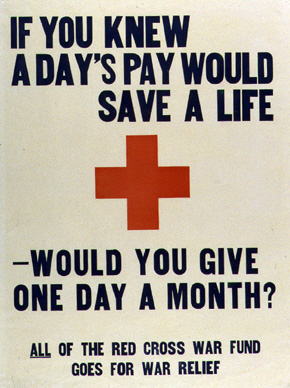 IF YOU KNEW
A DAY'S PAY WOULD
SAVE A LIFE
—WOULD YOU GIVE
ONE DAY A MONTH?
ALL OF THE RED CROSS WAR FUND
GOES FOR WAR RELIEF